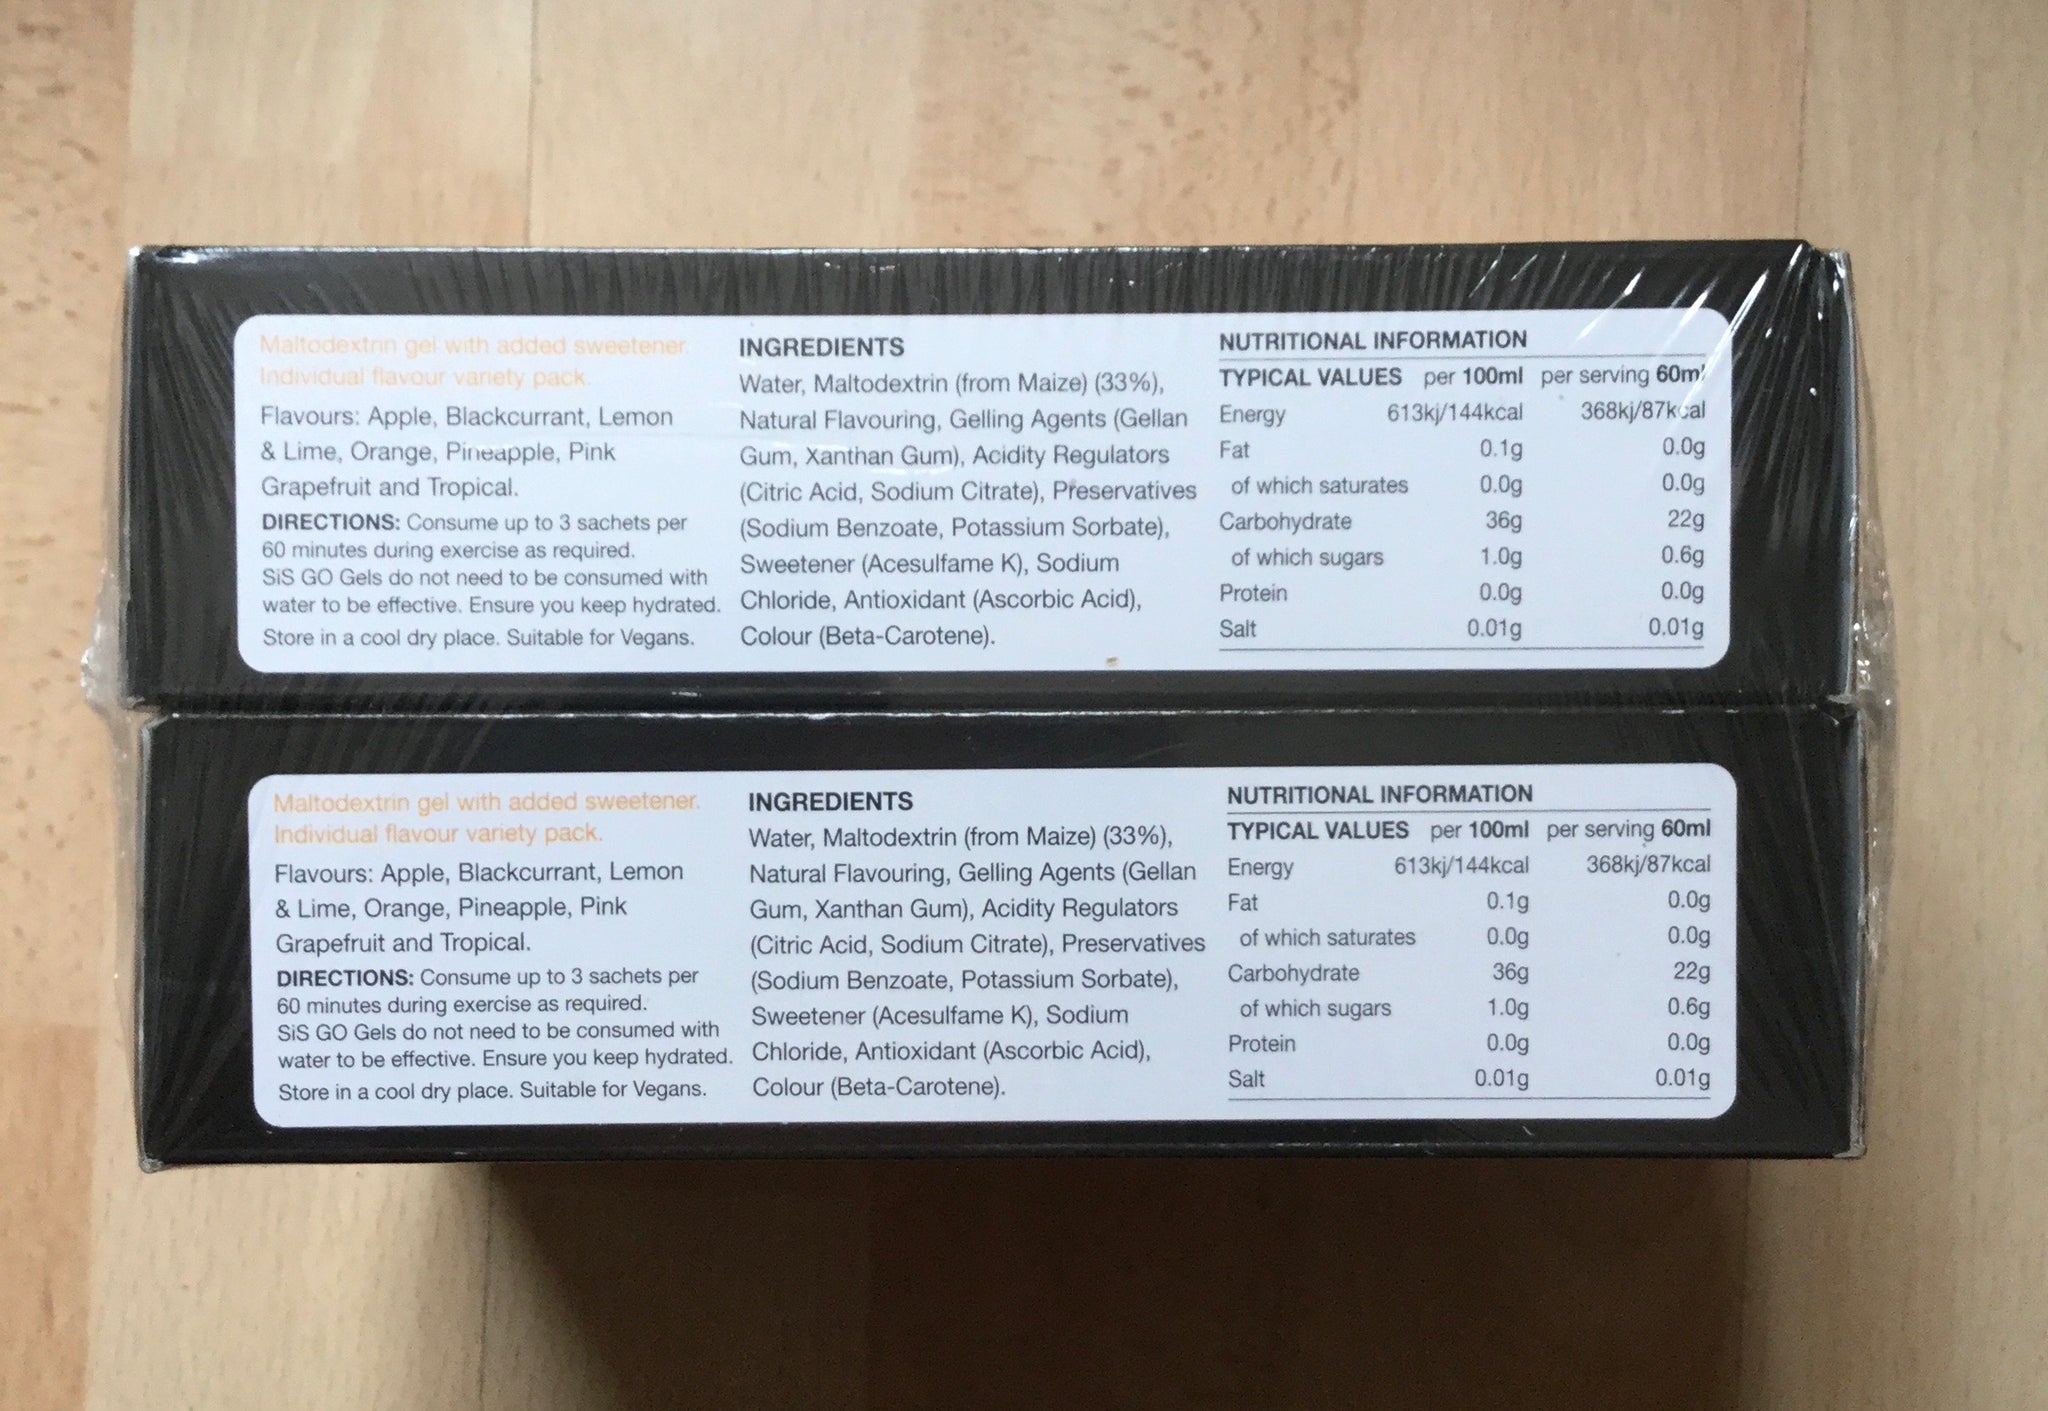 Maltodextrin gel with added sweetener.
Individual flavour variety pack.
Flavours: Apple, Blackcurrant, Lemon
& Lime, Orange, Pineapple, Pink
Grapefruit and Tropical.
DIRECTIONS: Consume up to 3 sachets per
60 minutes during exercise as required.
SiS GO Gels do not need to be consumed with
water to be effective. Ensure you keep hydrated.
Store in a cool dry place. Suitable for Vegans.
INGREDIENTS
Water, Maltodextrin (from Maize) (33%),
Natural Flavouring, Gelling Agents (Gellan
Gum, Xanthan Gum), Acidity Regulators
(Citric Acid, Sodium Citrate), Preservatives
(Sodium Benzoate, Potassium Sorbate),
Sweetener (Acesulfame K), Sodium
Chloride, Antioxidant (Ascorbic Acid),
Colour (Beta-Carotene).
NUTRITIONAL INFORMATION
TYPICAL VALUES per 100ml per serving 60ml
Energy 613kj/144kcal 368kj/87kcal
Fat 0.1g 0.0g
of which saturates 0.0g 0.0g
Carbohydrate 36g 22g
of which sugars 1.0g 0.6g
Protein 0.0g 0.0g
Salt 0.01g 0.01g
Maltodextrin gel with added sweetener.
Individual flavour variety pack.
Flavours: Apple, Blackcurrant, Lemon
& Lime, Orange, Pineapple, Pink
Grapefruit and Tropical.
DIRECTIONS: Consume up to 3 sachets per
60 minutes during exercise as required.
SiS GO Gels do not need to be consumed with
water to be effective. Ensure you keep hydrated.
Store in a cool dry place. Suitable for Vegans.
INGREDIENTS
Water, Maltodextrin (from Maize) (33%),
Natural Flavouring, Gelling Agents (Gellan
Gum, Xanthan Gum), Acidity Regulators
(Citric Acid, Sodium Citrate), Preservatives
(Sodium Benzoate, Potassium Sorbate),
Sweetener (Acesulfame K), Sodium
Chloride, Antioxidant (Ascorbic Acid),
Colour (Beta-Carotene).
NUTRITIONAL INFORMATION
TYPICAL VALUES per 100ml per serving 60ml
Energy 613kj/144kcal 368kj/87kcal
Fat 0.1g 0.0g
of which saturates 0.0g 0.0g
Carbohydrate 36g 22g
of which sugars 1.0g 0.6g
Protein 0.0g 0.0g
Salt 0.01g 0.01g